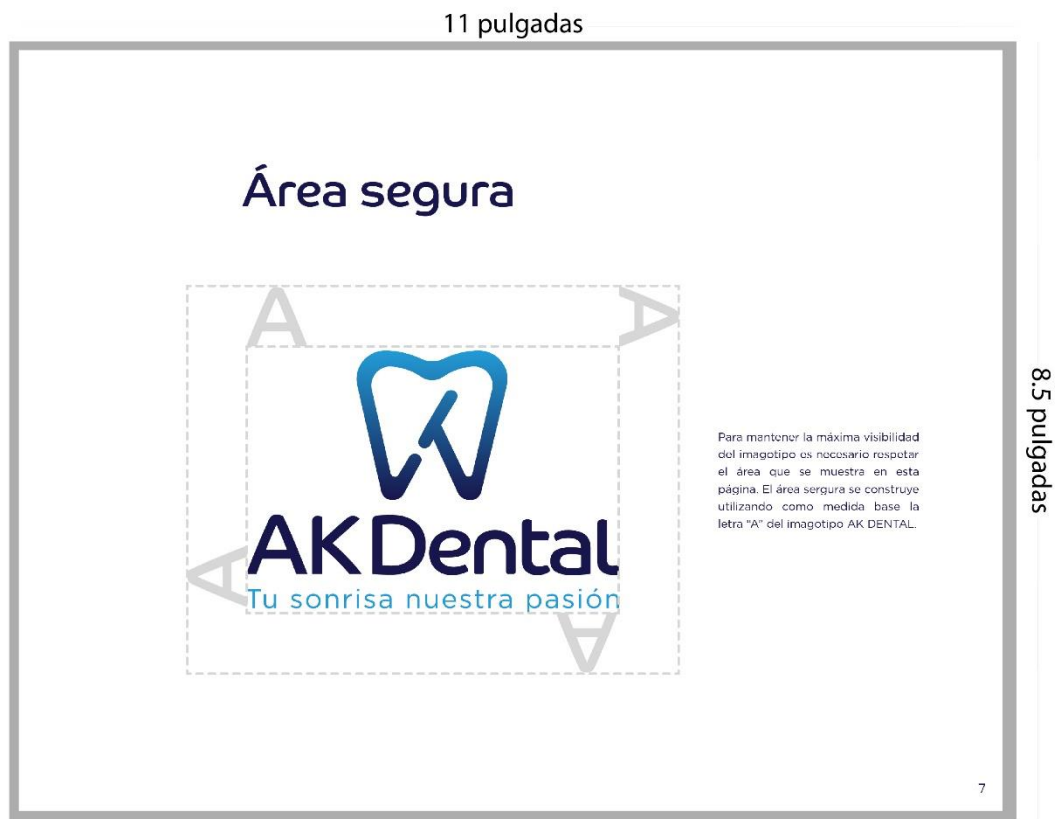 11 pulgadas
Área segura
A
A
AK Dental
A
Tu sonrisa nuestra pasión
A
Para mantener la máxima visibilidad
del imagotipo es necesario respetar
el área que se muestra en esta
página. El área sergura se construye
utilizando como medida base la
letra "A" del imagotipo AK DENTAL.
8.5 pulgadas
7